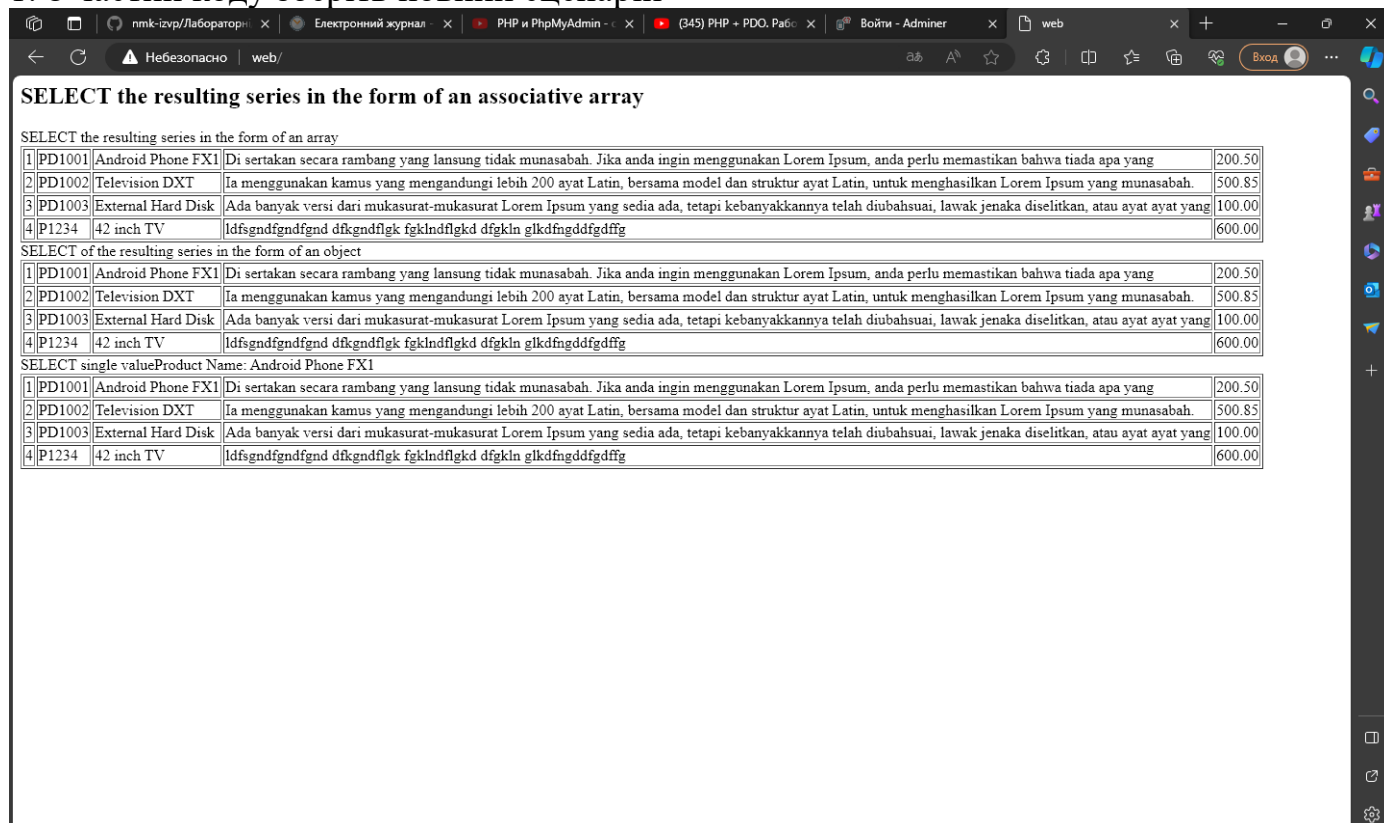 1. З частин коду зберіть повний сценарій
nmk-izvp/Лабораторн
Електронний журнал -
PHP и PhpMyAdmin - с
(345) PHP + PDO. Рабо
Войти - Adminer
web
Небезопасно
web/
Вход
SELECT the resulting series in the form of an associative array
SELECT the resulting series in the form of an array
1 PD1001 Android Phone FX1 Di sertakan secara rambang yang lansung tidak munasabah. Jika anda ingin menggunakan Lorem Ipsum, anda perlu memastikan bahwa tiada apa yang 200.50
2 PD1002 Television DXT Ia menggunakan kamus yang mengandungi lebih 200 ayat Latin, bersama model dan struktur ayat Latin, untuk menghasilkan Lorem Ipsum yang munasabah. 500.85
3 PD1003 External Hard Disk Ada banyak versi dari mukasurat-mukasurat Lorem Ipsum yang sedia ada, tetapi kebanyakkannya telah diubahsuai, lawak jenaka diselitkan, atau ayat ayat yang 100.00
4 P1234 42 inch TV ldfsgndfgndfgnd dfkgndflgk fgklndflgkd dfgkln glkdfngddfgdffg 600.00
SELECT of the resulting series in the form of an object
1 PD1001 Android Phone FX1 Di sertakan secara rambang yang lansung tidak munasabah. Jika anda ingin menggunakan Lorem Ipsum, anda perlu memastikan bahwa tiada apa yang 200.50
2 PD1002 Television DXT Ia menggunakan kamus yang mengandungi lebih 200 ayat Latin, bersama model dan struktur ayat Latin, untuk menghasilkan Lorem Ipsum yang munasabah. 500.85
3 PD1003 External Hard Disk Ada banyak versi dari mukasurat-mukasurat Lorem Ipsum yang sedia ada, tetapi kebanyakkannya telah diubahsuai, lawak jenaka diselitkan, atau ayat ayat yang 100.00
4 P1234 42 inch TV ldfsgndfgndfgnd dfkgndflgk fgklndflgkd dfgkln glkdfngddfgdffg 600.00
SELECT single valueProduct Name: Android Phone FX1
1 PD1001 Android Phone FX1 Di sertakan secara rambang yang lansung tidak munasabah. Jika anda ingin menggunakan Lorem Ipsum, anda perlu memastikan bahwa tiada apa yang 200.50
2 PD1002 Television DXT Ia menggunakan kamus yang mengandungi lebih 200 ayat Latin, bersama model dan struktur ayat Latin, untuk menghasilkan Lorem Ipsum yang munasabah. 500.85
3 PD1003 External Hard Disk Ada banyak versi dari mukasurat-mukasurat Lorem Ipsum yang sedia ada, tetapi kebanyakkannya telah diubahsuai, lawak jenaka diselitkan, atau ayat ayat yang 100.00
4 P1234 42 inch TV ldfsgndfgndfgnd dfkgndflgk fgklndflgkd dfgkln glkdfngddfgdffg 600.00